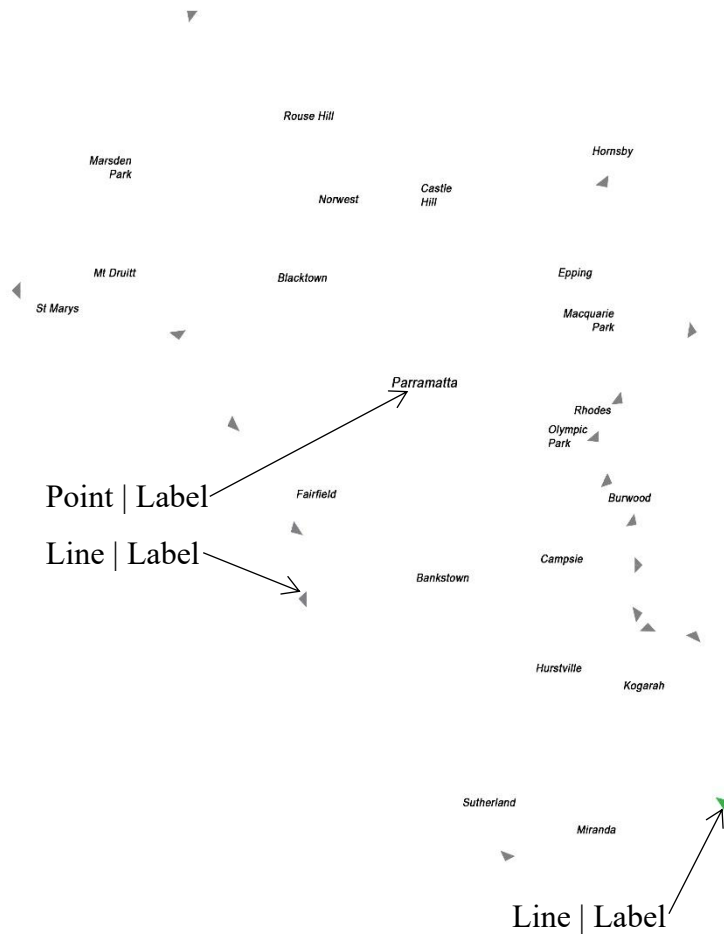 Rouse Hill
Hornsby
Marsden
Park
Castle
Hill
Norwest
Mt Druitt
Blacktown
Epping
St Marys
Macquarie
Park
Parramatta
Rhodes
Olympic
Park
Point | Label
Fairfield
Burwood
Line | Label
Campsie
Bankstown
Hurstville
Kogarah
Sutherland
Miranda
Line | Label